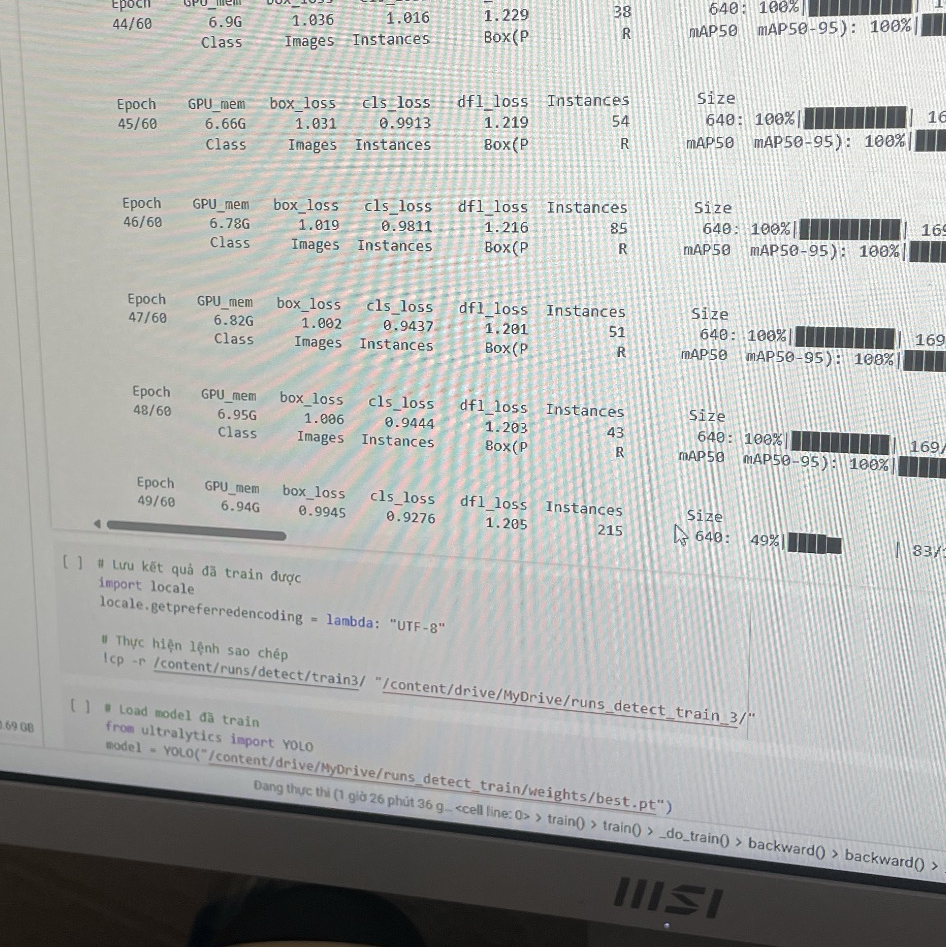 Epoch GPU_mem box_loss cls_loss dfl_loss
44/60 6.9G 1.036 1.016 1.229 38 640: 100%|
Class Images Instances Box(P R mAP50 mAP50-95): 100%|
Epoch GPU_mem box_loss cls_loss dfl_loss Instances Size
45/60 6.66G 1.031 0.9913 1.219 54 640: 100%| | 16
Class Images Instances Box(P R mAP50 mAP50-95): 100%|
Epoch GPU_mem box_loss cls_loss dfl_loss Instances Size
46/60 6.78G 1.019 0.9811 1.216 85 640: 100%| | 169
Class Images Instances Box(P R mAP50 mAP50-95): 100%|
Epoch GPU_mem box_loss cls_loss dfl_loss Instances Size
47/60 6.82G 1.002 0.9437 1.201 51 640: 100%| | 169
Class Images Instances Box(P R mAP50 mAP50-95): 100%|
Epoch GPU_mem box_loss cls_loss dfl_loss Instances Size
48/60 6.95G 1.006 0.9444 1.203 43 640: 100%| | 169/
Class Images Instances Box(P R mAP50 mAP50-95): 100%|
Epoch GPU_mem box_loss cls_loss dfl_loss Instances Size
49/60 6.94G 0.9945 0.9276 1.205 215 640: 49%| | 83/
[ ] # Lưu kết quả đã train được
import locale
locale.getpreferredencoding = lambda: "UTF-8"
# Thực hiện lệnh sao chép
!cp -r /content/runs/detect/train3/ "/content/drive/MyDrive/runs_detect_train_3/"
[ ] # Load model đã train
from ultralytics import YOLO
model = YOLO("/content/drive/MyDrive/runs_detect_train/weights/best.pt")
.69 GB
Đang thực thi (1 giờ 26 phút 36 g... <cell line: 0> > train() > train() > _do_train() > backward() > backward() >
msi